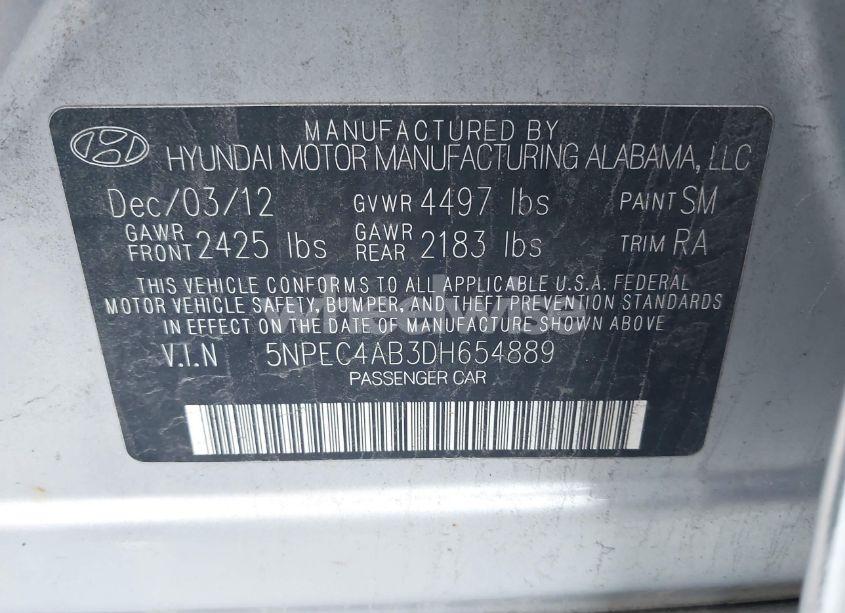 MANUFACTURED BY
HYUNDAI MOTOR MANUFACTURING ALABAMA, LLC
Dec/03/12 GVWR 4497 lbs PAINT SM
GAWR FRONT 2425 lbs GAWR REAR 2183 lbs TRIM RA
THIS VEHICLE CONFORMS TO ALL APPLICABLE U.S.A. FEDERAL
MOTOR VEHICLE SAFETY, BUMPER, AND THEFT PREVENTION STANDARDS
IN EFFECT ON THE DATE OF MANUFACTURE SHOWN ABOVE
V.I.N 5NPEC4AB3DH654889
PASSENGER CAR